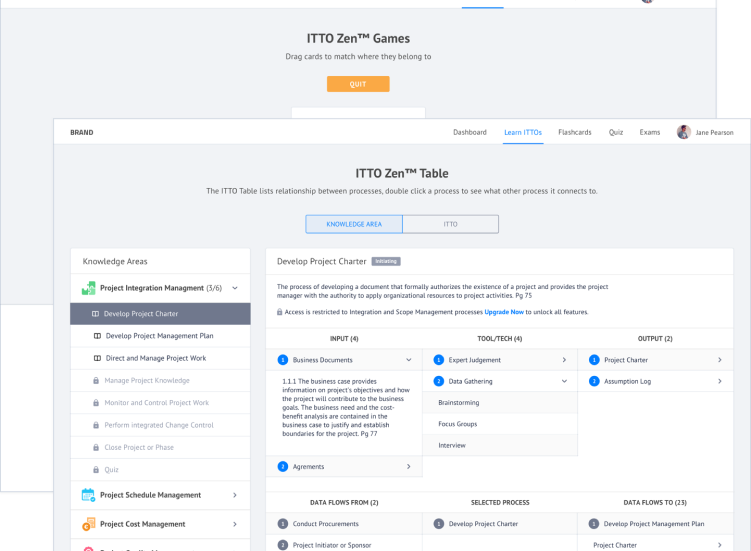 ITTO Zen™ Games
Drag cards to match where they belong to
QUIT
BRAND
Dashboard
Learn ITTOs
Flashcards
Quiz
Exams
Jane Pearson
ITTO Zen™ Table
The ITTO Table lists relationship between processes, double click a process to see what other process it connects to.
KNOWLEDGE AREA
ITTO
Knowledge Areas
Project Integration Managment (3/6)
Develop Project Charter
Develop Project Management Plan
Direct and Manage Project Work
Manage Project Knowledge
Monitor and Control Project Work
Perform integrated Change Control
Close Project or Phase
Quiz
Project Schedule Management
Project Cost Management
Develop Project Charter Initiating
The process of developing a document that formally authorizes the existence of a project and provides the project
manager with the authority to apply organizational resources to project activities. Pg 75
Access is restricted to Integration and Scope Management processes Upgrade Now to unlock all features.
INPUT (4)
TOOL/TECH (4)
OUTPUT (2)
1 Business Documents
1 Expert Judgement
1 Project Charter
1.1.1 The business case provides
information on project's objectives and how
the project will contribute to the business
goals. The business need and the cost-
benefit analysis are contained in the
business case to justify and establish
boundaries for the project. Pg 77
2 Data Gathering
Brainstorming
Focus Groups
Interview
2 Assumption Log
2 Agrements
DATA FLOWS FROM (2)
SELECTED PROCESS
DATA FLOWS TO (23)
1 Conduct Procurements
1 Develop Project Charter
1 Develop Project Management Plan
2 Project Initiator or Sponsor
Project Charter